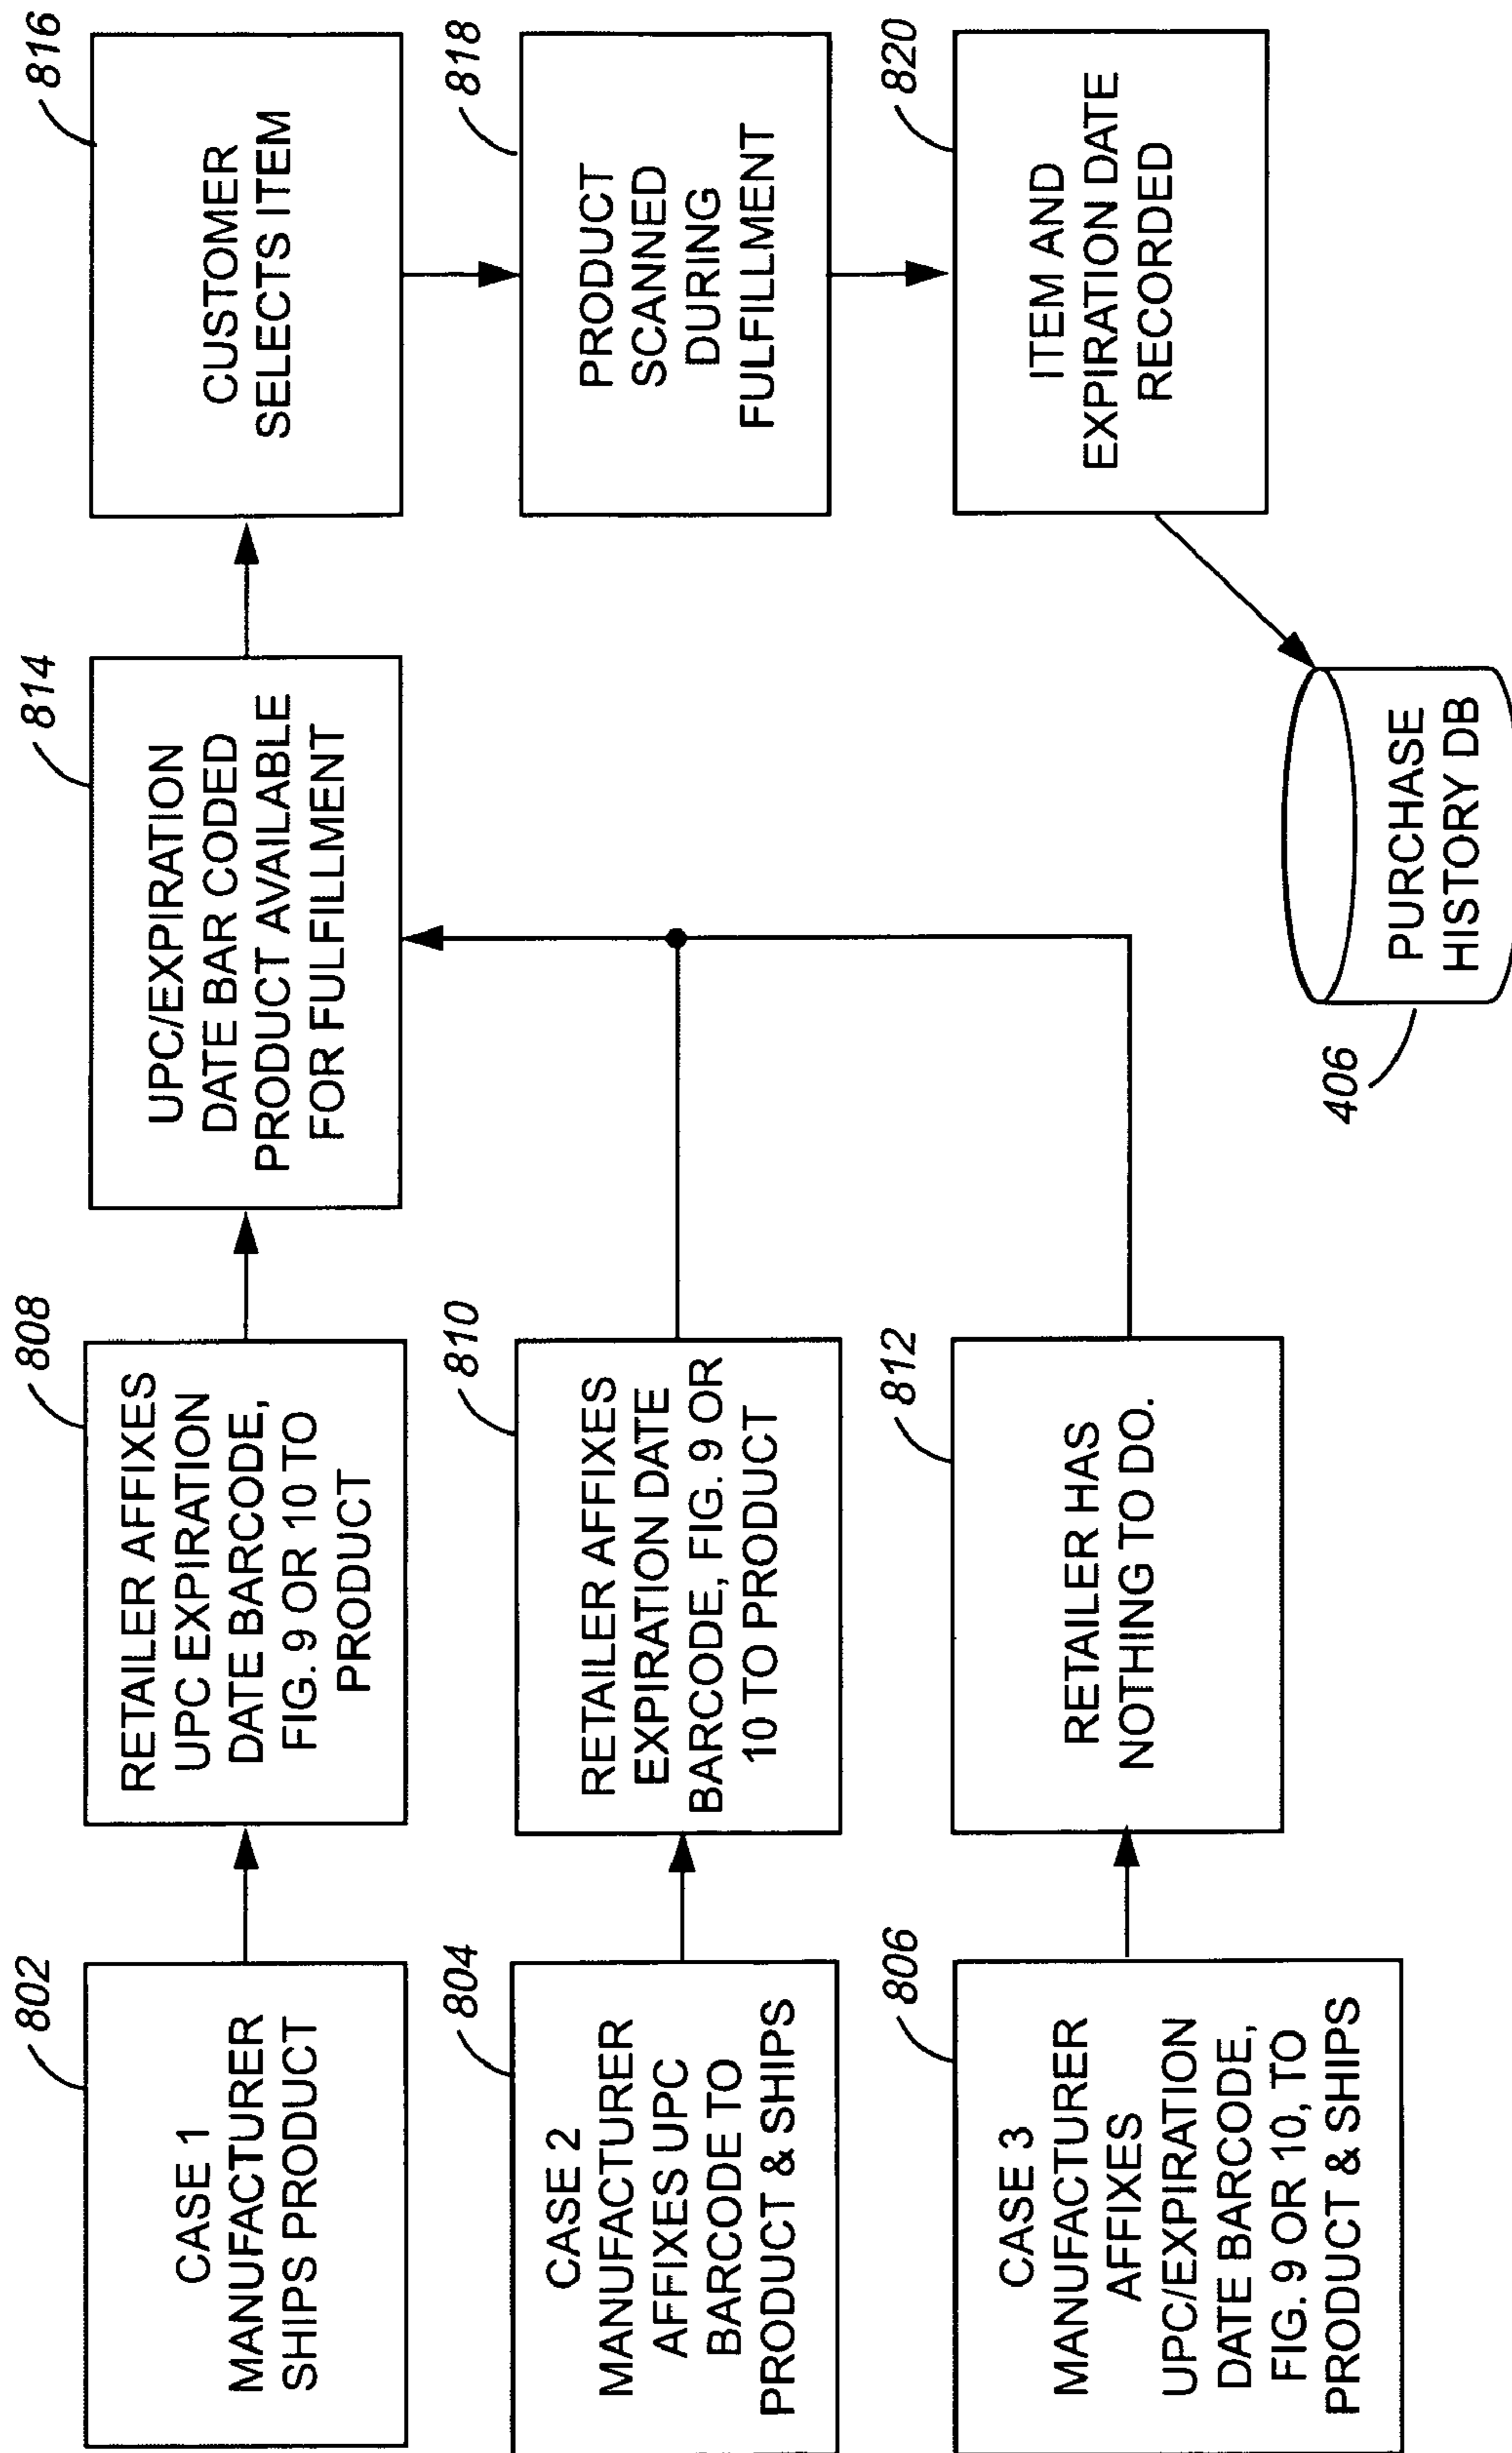 802
CASE 1
MANUFACTURER
SHIPS PRODUCT
808
RETAILER AFFIXES
UPC EXPIRATION
DATE BARCODE,
FIG. 9 OR 10 TO
PRODUCT
814
UPC/EXPIRATION
DATE BAR CODED
PRODUCT AVAILABLE
FOR FULFILLMENT
816
CUSTOMER
SELECTS ITEM
804
CASE 2
MANUFACTURER
AFFIXES UPC
BARCODE TO
PRODUCT & SHIPS
810
RETAILER AFFIXES
EXPIRATION DATE
BARCODE, FIG. 9 OR
10 TO PRODUCT
818
PRODUCT
SCANNED
DURING
FULFILLMENT
806
CASE 3
MANUFACTURER
AFFIXES
UPC/EXPIRATION
DATE BARCODE,
FIG. 9 OR 10, TO
PRODUCT & SHIPS
812
RETAILER HAS
NOTHING TO DO.
820
ITEM AND
EXPIRATION DATE
RECORDED
406
PURCHASE
HISTORY DB